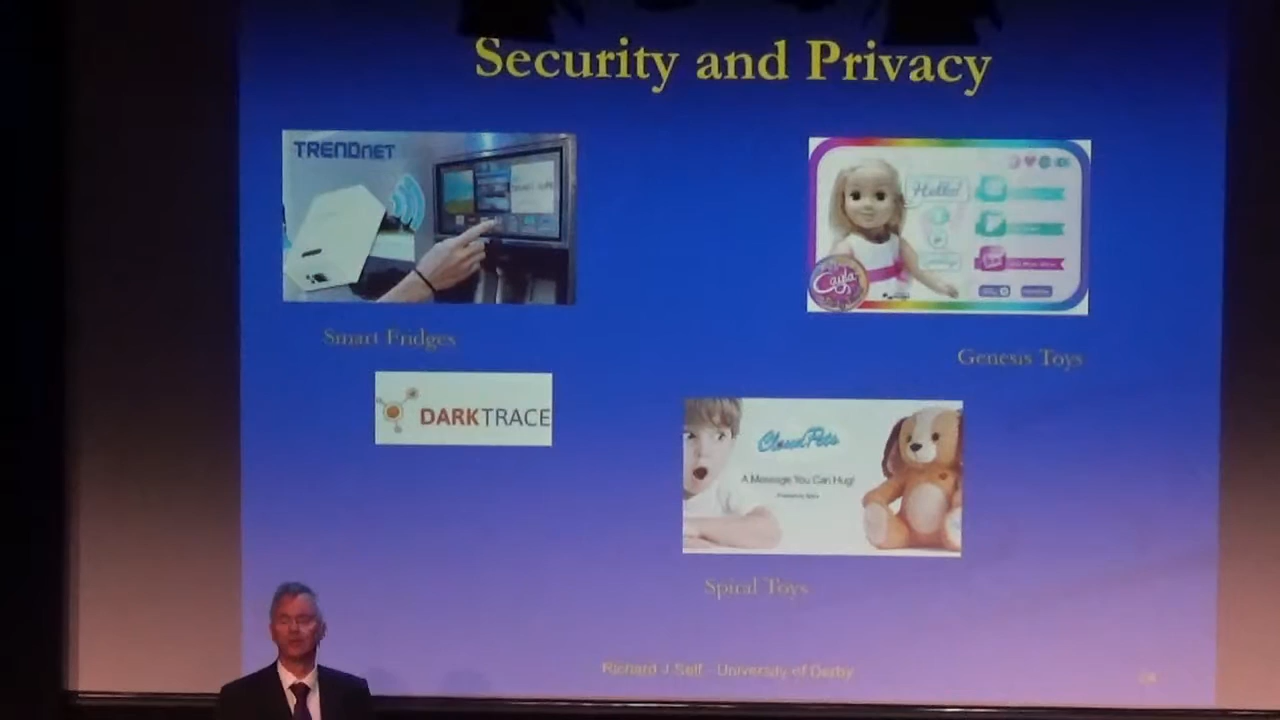 Security and Privacy
TRENDNET
Hello!
Cayla
Smart Fridges
Genesis Toys
DARKTRACE
CloudPets
A Message You Can Hug!
Spiral Toys
Richard J Self - University of Derby